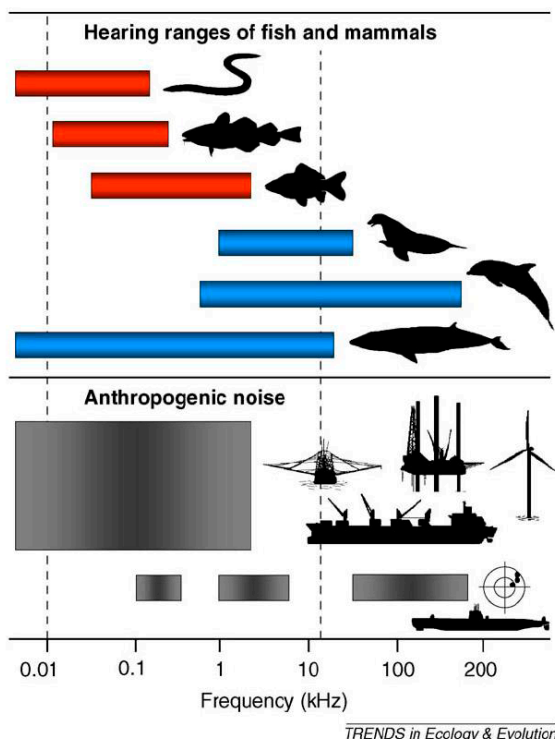 Hearing ranges of fish and mammals
Anthropogenic noise
0.01 0.1 1 10 100 200
Frequency (kHz)
TRENDS in Ecology & Evolution